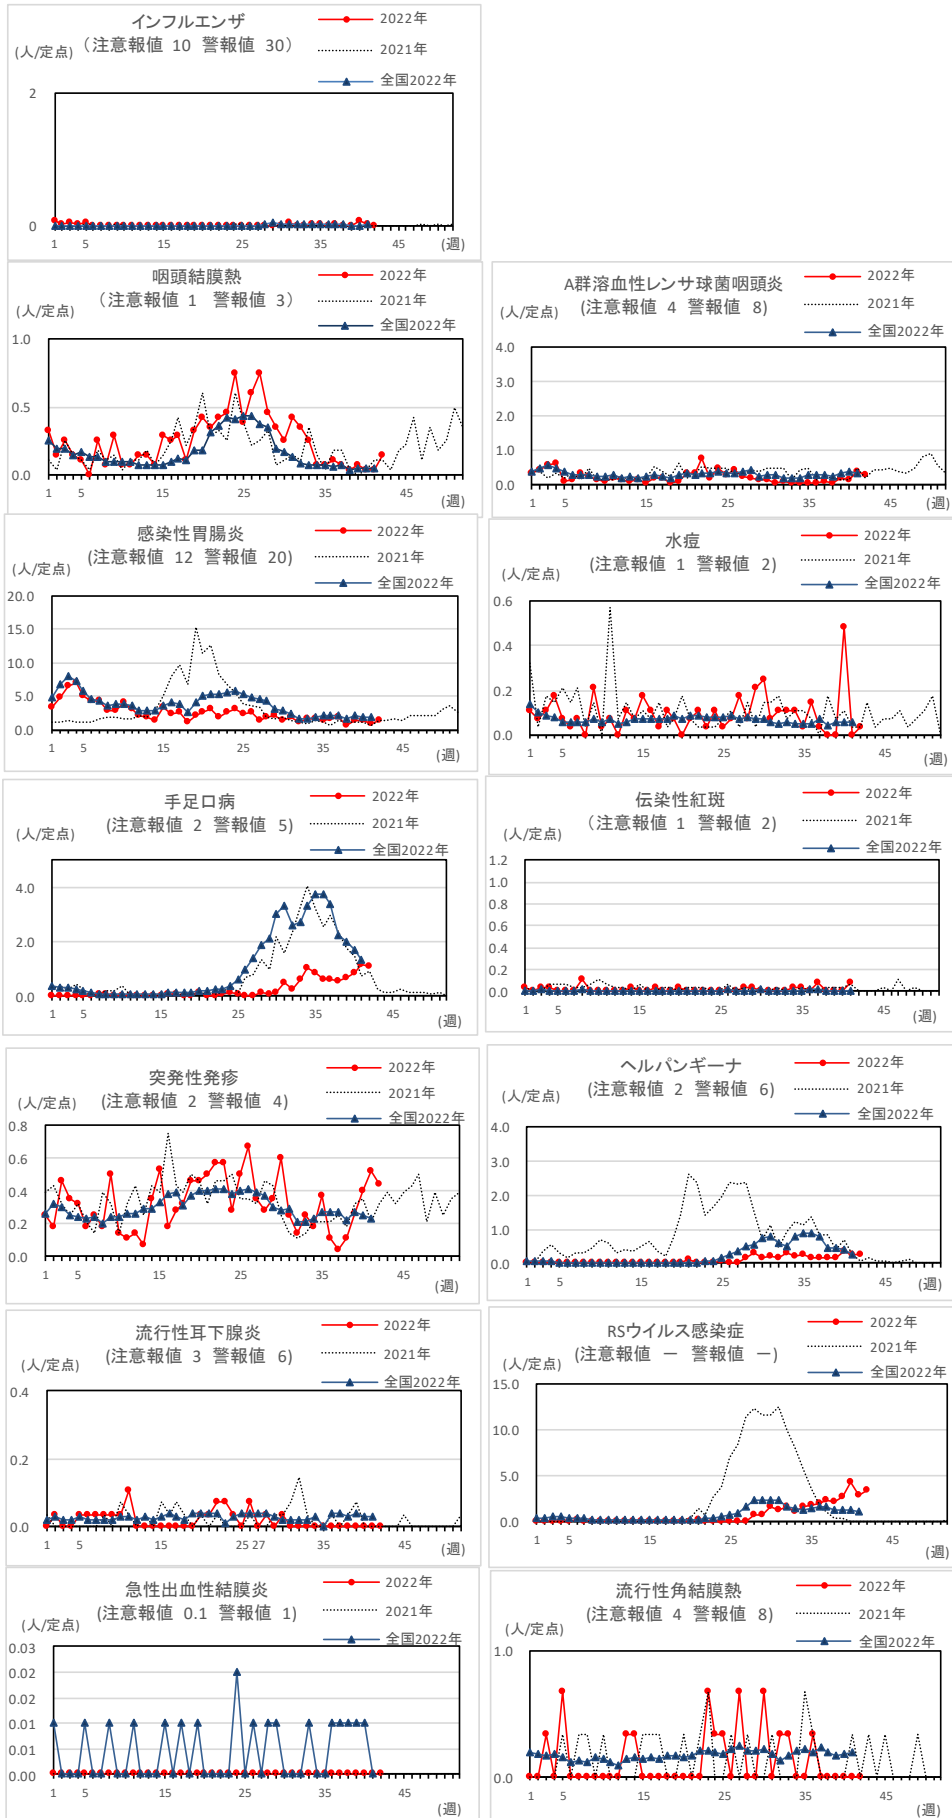 インフルエンザ
（注意報値 10 警報値 30）
(人/定点)
2022年
2021年
全国2022年
2
0
1 5 15 25 35 45
(週)
咽頭結膜熱
（注意報値 1 警報値 3）
(人/定点)
2022年
2021年
全国2022年
1.0
0.5
0.0
1 5 15 25 35 45
(週)
A群溶血性レンサ球菌咽頭炎
(注意報値 4 警報値 8)
(人/定点)
2022年
2021年
全国2022年
4.0
3.0
2.0
1.0
0.0
1 5 15 25 35 45
(週)
感染性胃腸炎
(注意報値 12 警報値 20)
(人/定点)
2022年
2021年
全国2022年
20.0
15.0
10.0
5.0
0.0
1 5 15 25 35 45
(週)
水痘
(注意報値 1 警報値 2)
(人/定点)
2022年
2021年
全国2022年
0.6
0.4
0.2
0.0
1 5 15 25 35 45
(週)
手足口病
(注意報値 2 警報値 5)
(人/定点)
2022年
2021年
全国2022年
4.0
2.0
0.0
1 5 15 25 35 45
(週)
伝染性紅斑
（注意報値 1 警報値 2)
(人/定点)
2022年
2021年
全国2022年
1.2
1.0
0.8
0.6
0.4
0.2
0.0
1 5 15 25 35 45
(週)
突発性発疹
(注意報値 2 警報値 4)
(人/定点)
2022年
2021年
全国2022年
0.8
0.6
0.4
0.2
0.0
1 5 15 25 35 45
(週)
ヘルパンギーナ
(注意報値 2 警報値 6)
(人/定点)
2022年
2021年
全国2022年
4.0
3.0
2.0
1.0
0.0
1 5 15 25 35 45
(週)
流行性耳下腺炎
(注意報値 3 警報値 6)
(人/定点)
2022年
2021年
全国2022年
0.4
0.2
0.0
1 5 15 25 27 35 45
(週)
RSウイルス感染症
(注意報値 ー 警報値 ー)
(人/定点)
2022年
2021年
全国2022年
15.0
10.0
5.0
0.0
1 5 15 25 35 45
(週)
急性出血性結膜炎
(注意報値 0.1 警報値 1)
(人/定点)
2022年
2021年
全国2022年
0.03
0.02
0.02
0.01
0.01
0.00
1 5 15 25 35 45
(週)
流行性角結膜熱
(注意報値 4 警報値 8)
(人/定点)
2022年
2021年
全国2022年
1.0
0.0
1 5 15 25 35 45
(週)